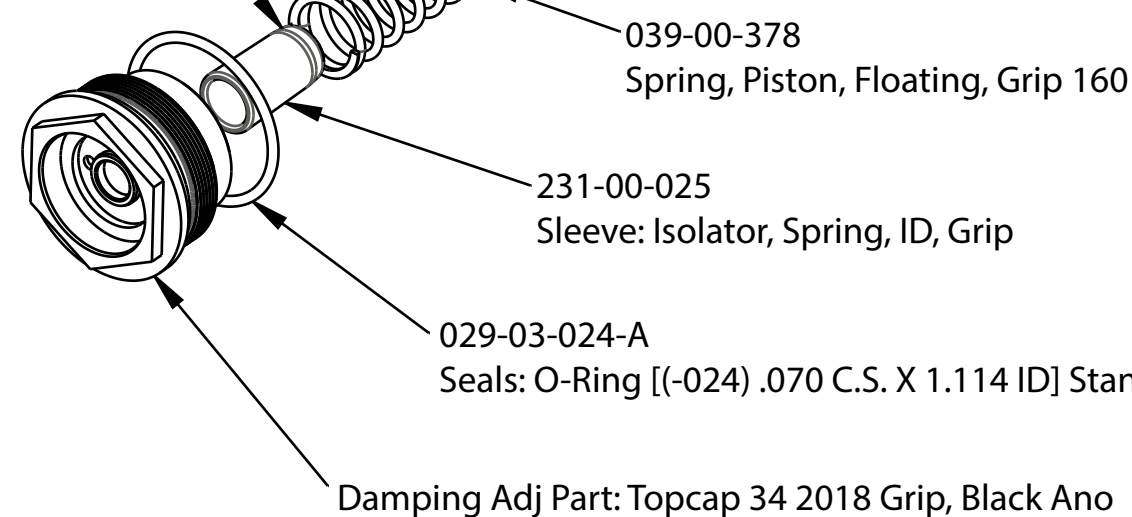 039-00-378
Spring, Piston, Floating, Grip 160
231-00-025
Sleeve: Isolator, Spring, ID, Grip
029-03-024-A
Seals: O-Ring [(-024) .070 C.S. X 1.114 ID] Stan
Damping Adj Part: Topcap 34 2018 Grip, Black Ano